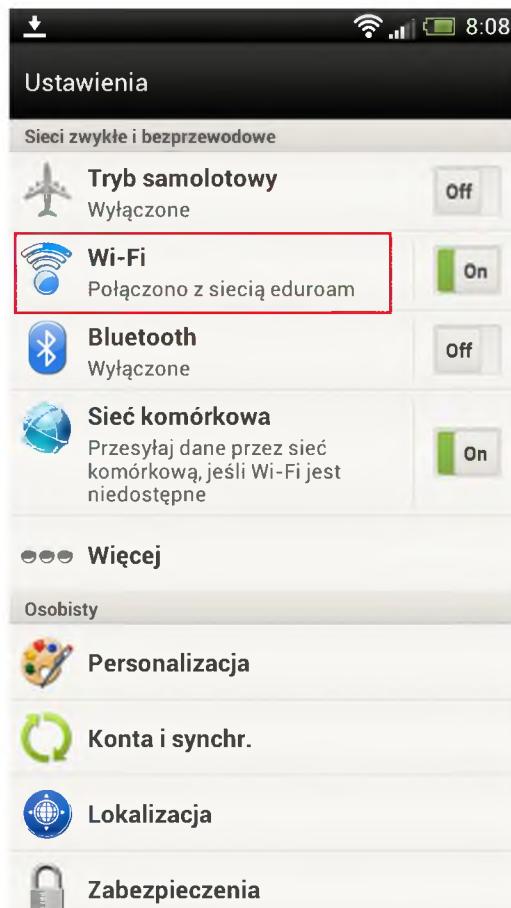 8:08
Ustawienia
Sieci zwykłe i bezprzewodowe
Tryb samolotowy
Off
Wyłączone
Wi-Fi
On
Połączono z siecią eduroam
Bluetooth
Off
Wyłączone
Sieć komórkowa
Przesyłaj dane przez sieć
komórkową, jeśli Wi-Fi jest
niedostępne
On
Więcej
Osobisty
Personalizacja
Konta i synchr.
Lokalizacja
Zabezpieczenia